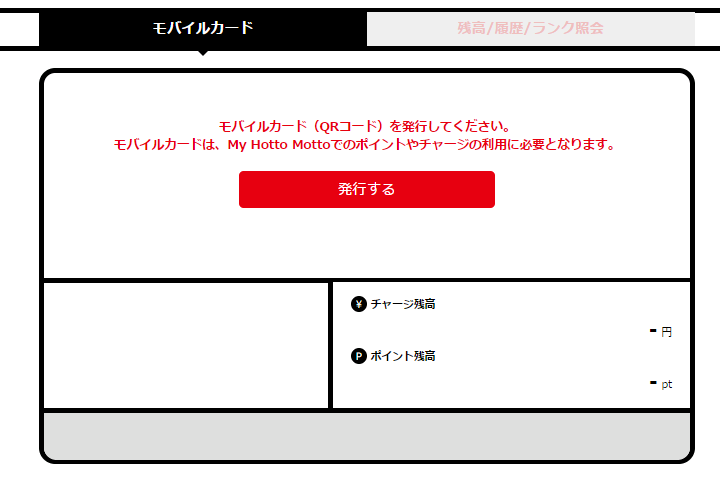 モバイルカード
残高/履歴/ランク照会
モバイルカード（QRコード）を発行してください。
モバイルカードは、My Hotto Mottoでのポイントやチャージの利用に必要となります。
発行する
¥ チャージ残高
- 円
P ポイント残高
- pt